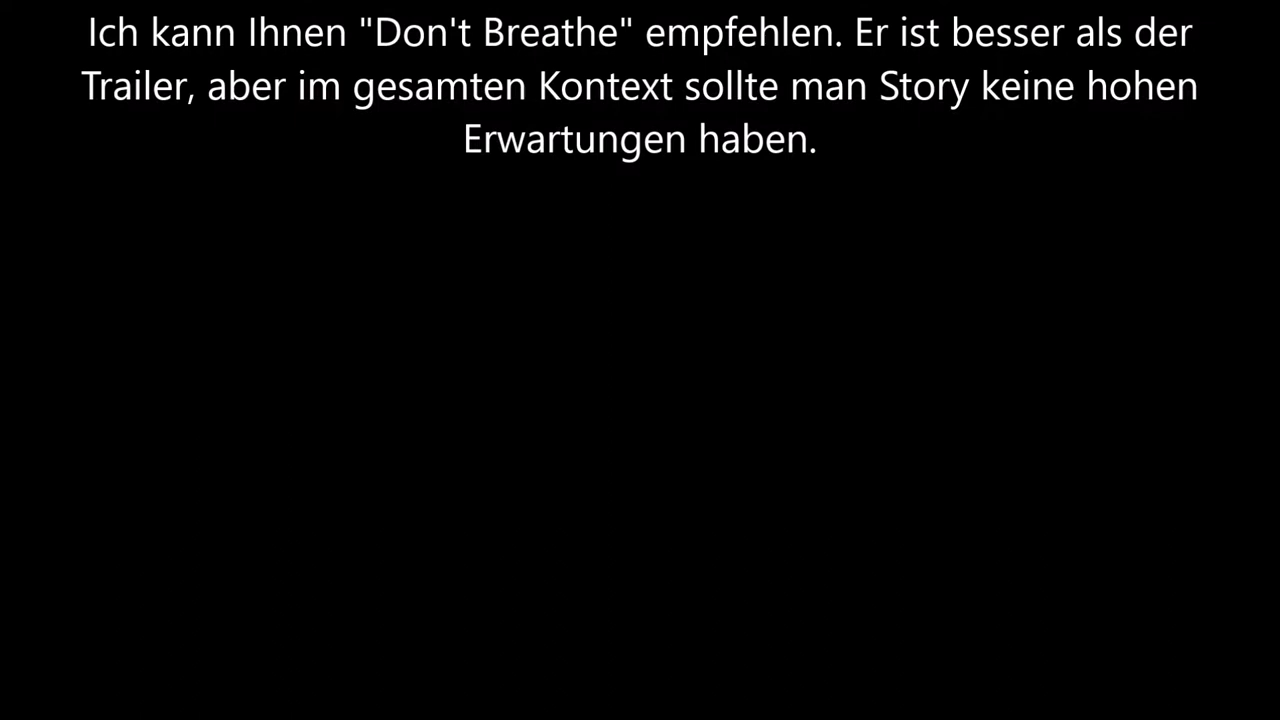 Ich kann Ihnen "Don't Breathe" empfehlen. Er ist besser als der
Trailer, aber im gesamten Kontext sollte man Story keine hohen
Erwartungen haben.